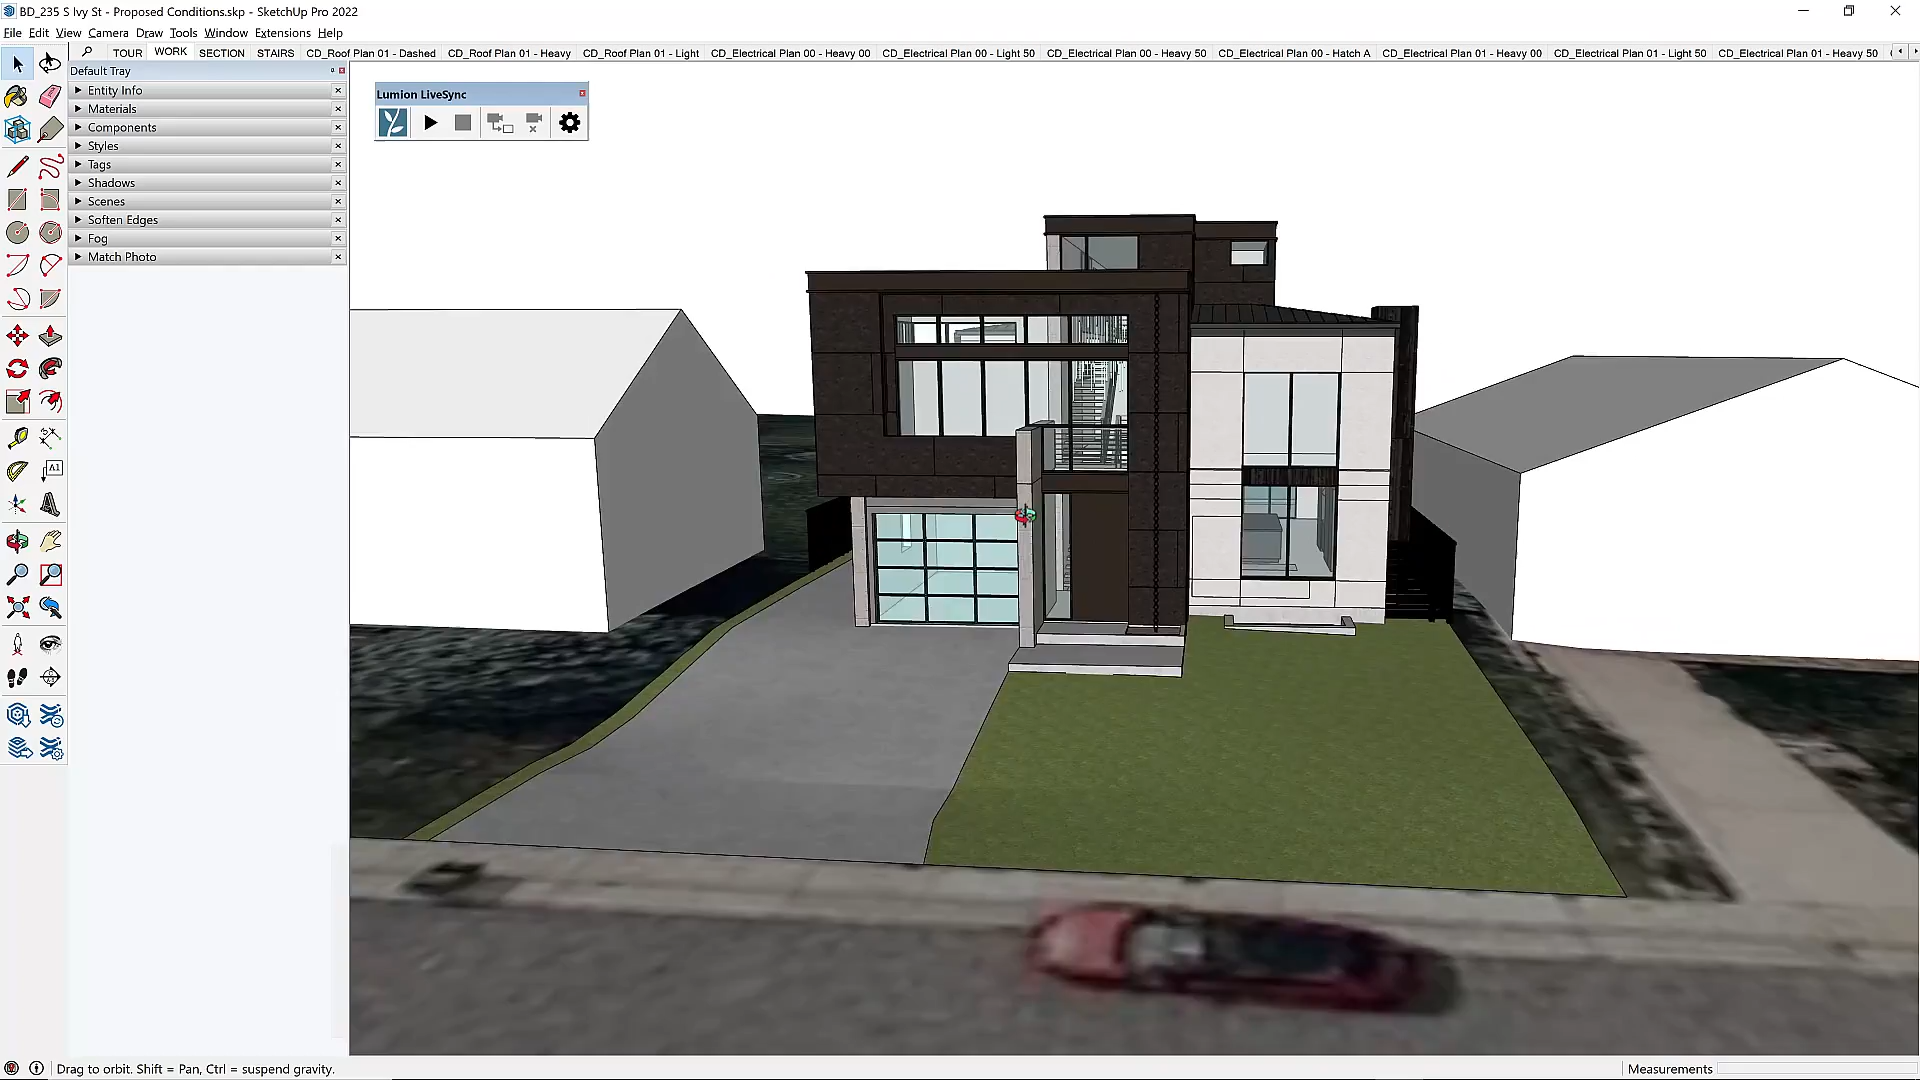 BD_235 S Ivy St - Proposed Conditions.skp - SketchUp Pro 2022
File Edit View Camera Draw Tools Window Extensions Help
TOUR WORK SECTION STAIRS CD_Roof Plan 01 - Dashed CD_Roof Plan 01 - Heavy CD_Roof Plan 01 - Light CD_Electrical Plan 00 - Heavy 00 CD_Electrical Plan 00 - Light 50 CD_Electrical Plan 00 - Heavy 50 CD_Electrical Plan 00 - Hatch A CD_Electrical Plan 01 - Heavy 00 CD_Electrical Plan 01 - Light 50 CD_Electrical Plan 01 - Heavy 50
Default Tray
Entity Info
Materials
Components
Styles
Tags
Shadows
Scenes
Soften Edges
Fog
Match Photo
Lumion LiveSync
A1
Drag to orbit. Shift = Pan, Ctrl = suspend gravity.
Measurements